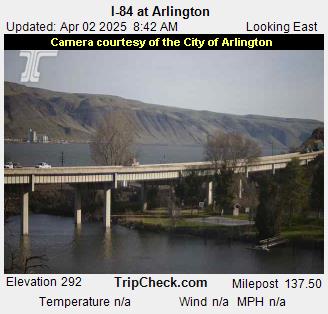 I-84 at Arlington
Updated: Apr 02 2025 8:42 AM Looking East
Camera courtesy of the City of Arlington
Elevation 292 TripCheck.com Milepost 137.50
Temperature n/a Wind n/a MPH n/a